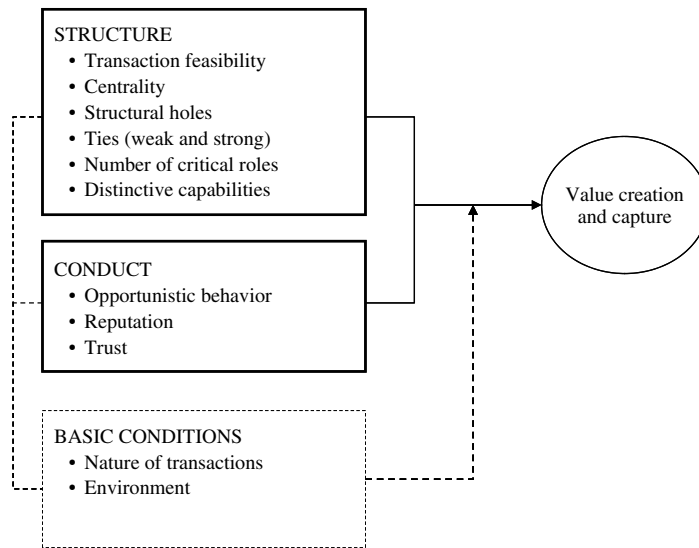 STRUCTURE
• Transaction feasibility
• Centrality
• Structural holes
• Ties (weak and strong)
• Number of critical roles
• Distinctive capabilities
Value creation
and capture
CONDUCT
• Opportunistic behavior
• Reputation
• Trust
BASIC CONDITIONS
• Nature of transactions
• Environment